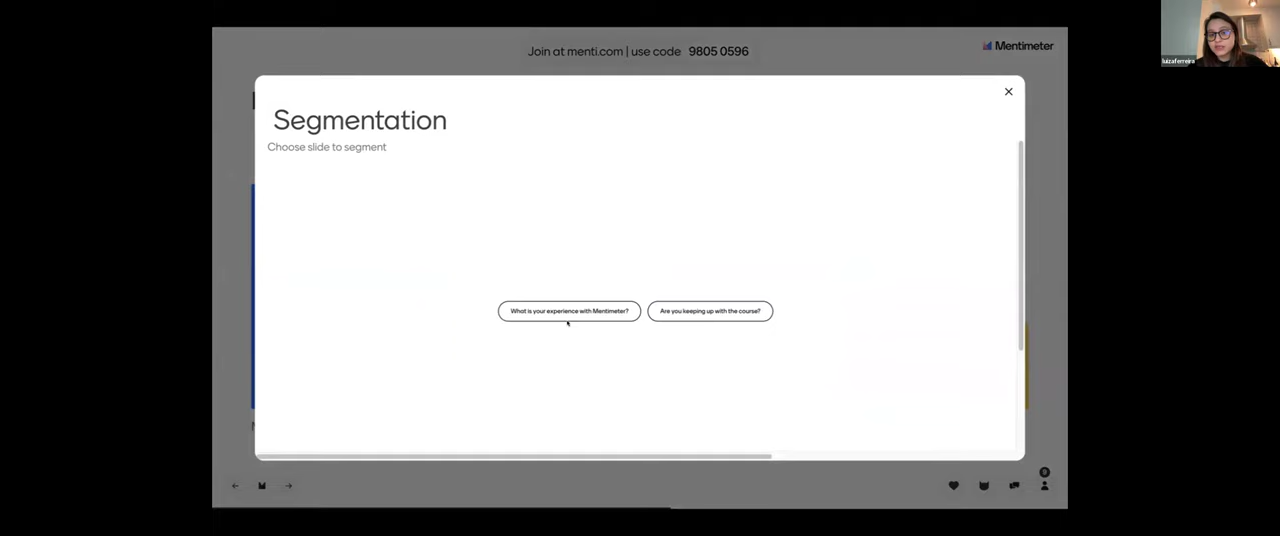 Join at menti.com | use code 9805 0596
Mentimeter
luizaferreira
Segmentation
Choose slide to segment
What is your experience with Mentimeter?
Are you keeping up with the course?